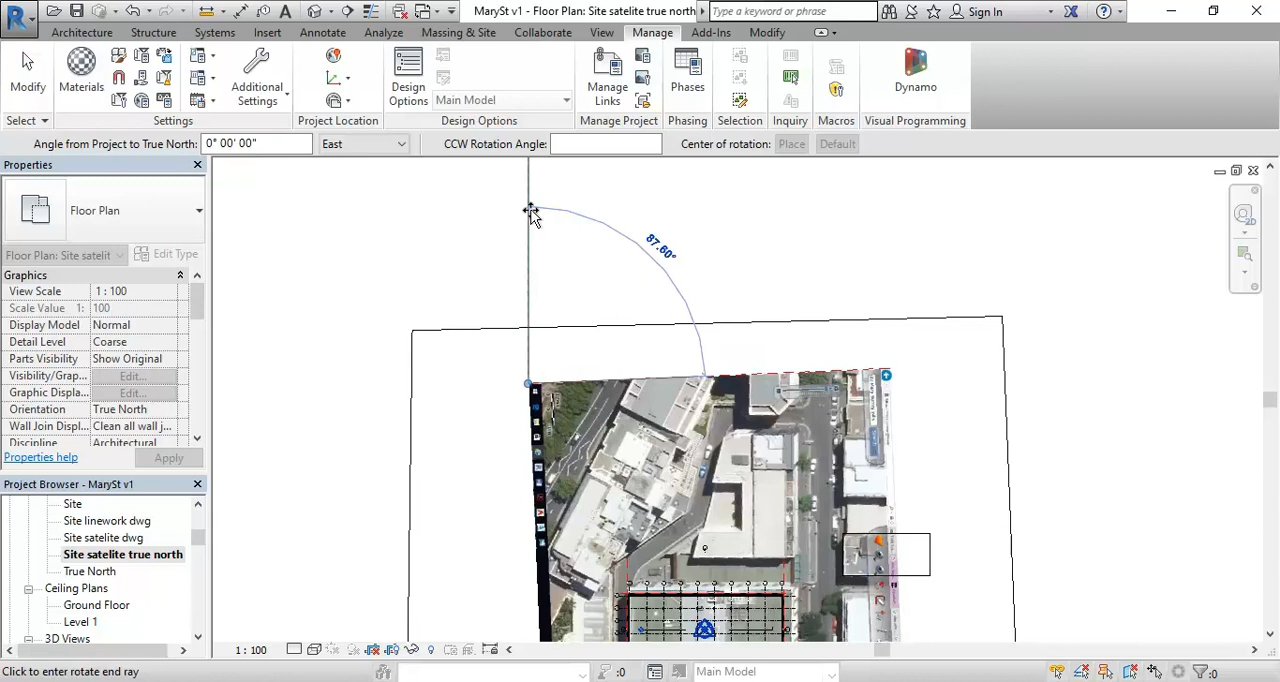 MarySt v1 - Floor Plan: Site satelite true north
Type a keyword or phrase
Sign In
Architecture Structure Systems Insert Annotate Analyze Massing & Site Collaborate View Manage Add-Ins Modify
Modify
Materials
Additional
Settings
Design
Options
Main Model
Manage
Links
Phases
Dynamo
Select Settings Project Location Design Options Manage Project Phasing Selection Inquiry Macros Visual Programming
Angle from Project to True North: 0° 00' 00" East CCW Rotation Angle: Center of rotation: Place Default
Properties
Floor Plan
Floor Plan: Site satelit Edit Type
Graphics
View Scale 1 : 100
Scale Value 1: 100
Display Model Normal
Detail Level Coarse
Parts Visibility Show Original
Visibility/Grap... Edit...
Graphic Displa... Edit...
Orientation True North
Wall Join Displ... Clean all wall j...
Discipline Architectural
Properties help Apply
Project Browser - MarySt v1
Site
Site linework dwg
Site satelite dwg
Site satelite true north
True North
Ceiling Plans
Ground Floor
Level 1
3D Views
87.60°
2D
1 : 100
Click to enter rotate end ray
:0
Main Model
:0